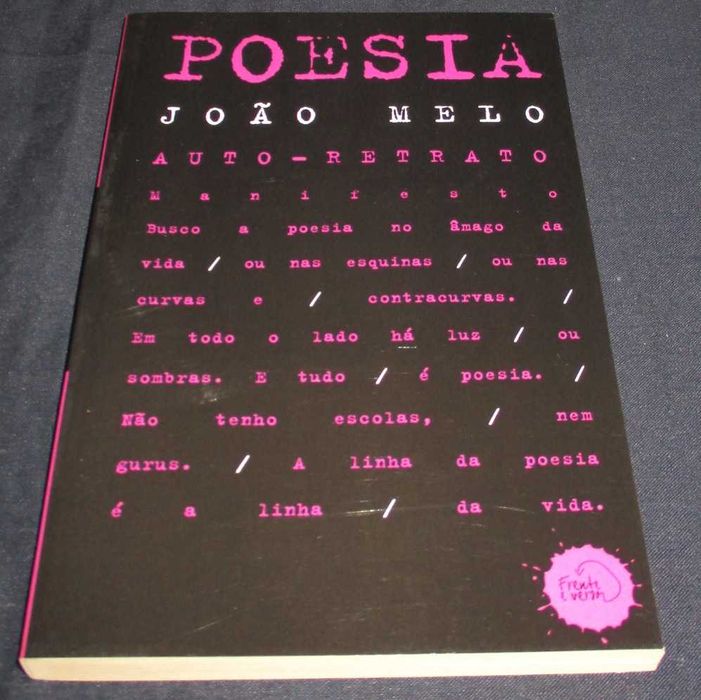 POESIA
JOÃO MELO
AUTO-RETRATO
Manifesto
Busco a poesia no âmago da
vida / ou nas esquinas / ou nas
curvas e / contracurvas. /
Em todo o lado há luz / ou
sombras. E tudo / é poesia. /
Não tenho escolas, / nem
gurus. / A linha da poesia
é a linha / da vida.
Frente
e verso